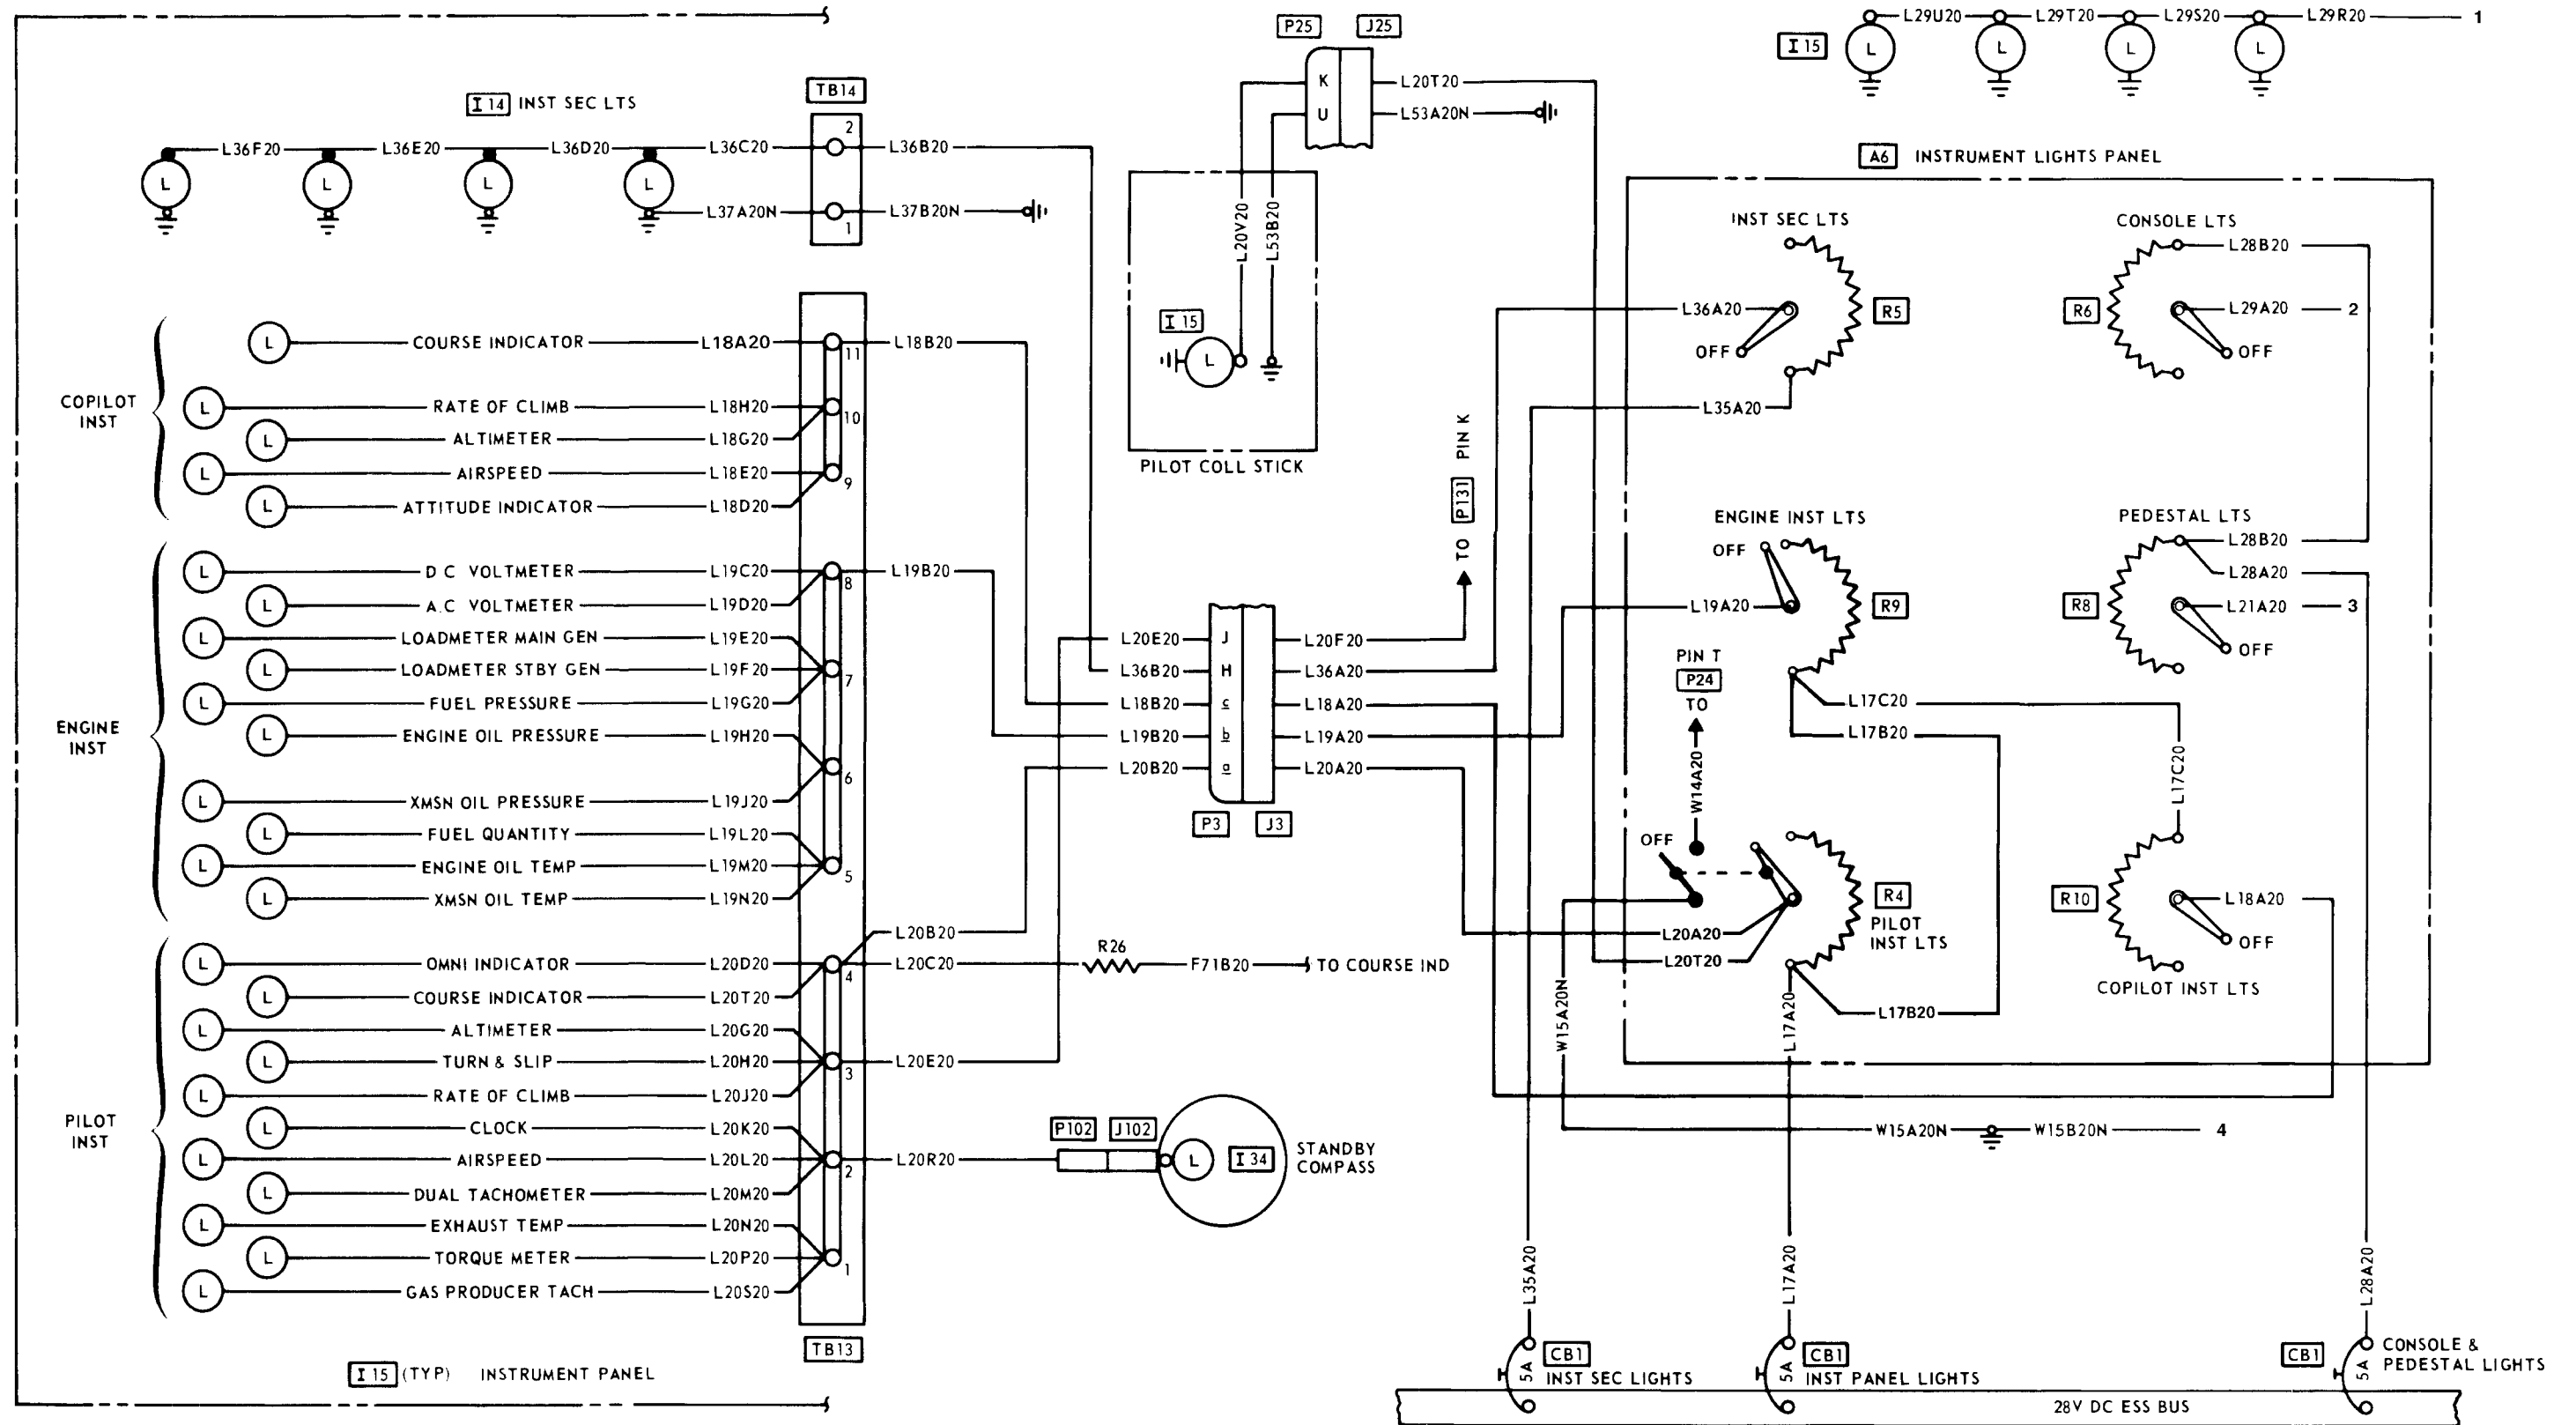 L29U20 L29T20 L29S20 L29R20 1
I 15
L L L L
P25 J25
K L20T20
U L53A20N
I 14 INST SEC LTS
TB14
2
L36F20 L36E20 L36D20 L36C20 L36B20
L L L L
L37A20N L37B20N
1
L20V20
L53B20
I 15
L
PILOT COLL STICK
A6 INSTRUMENT LIGHTS PANEL
INST SEC LTS
L36A20
R5
OFF
L35A20
CONSOLE LTS
L28B20
R6
L29A20 2
OFF
COPILOT INST
L COURSE INDICATOR L18A20 11 L18B20
L RATE OF CLIMB L18H20 10
L ALTIMETER L18G20
L AIRSPEED L18E20 9
L ATTITUDE INDICATOR L18D20
ENGINE INST
L D C VOLTMETER L19C20 8 L19B20
L A.C VOLTMETER L19D20
L LOADMETER MAIN GEN L19E20
L LOADMETER STBY GEN L19F20 7
L FUEL PRESSURE L19G20
L ENGINE OIL PRESSURE L19H20
6
L XMSN OIL PRESSURE L19J20
L FUEL QUANTITY L19L20
L ENGINE OIL TEMP L19M20 5
L XMSN OIL TEMP L19N20
PILOT INST
L20B20
L OMNI INDICATOR L20D20 4 L20C20 R26 F71B20 TO COURSE IND
L COURSE INDICATOR L20T20
L ALTIMETER L20G20
L TURN & SLIP L20H20 3 L20E20
L RATE OF CLIMB L20J20
L CLOCK L20K20
L AIRSPEED L20L20 2 L20R20
L DUAL TACHOMETER L20M20
L EXHAUST TEMP L20N20
L TORQUE METER L20P20 1
L GAS PRODUCER TACH L20S20
TB13
I 15 (TYP) INSTRUMENT PANEL
P102 J102
L I 34
STANDBY
COMPASS
TO P131 PIN K
L20E20 J L20F20
L36B20 H L36A20
L18B20 c L18A20
L19B20 b L19A20
L20B20 a L20A20
P3 J3
ENGINE INST LTS
OFF
L19A20
R9
L17C20
L17B20
PEDESTAL LTS
L28B20
L28A20
R8
L21A20 3
OFF
PIN T
P24
TO
W14A20
OFF
R4
PILOT
INST LTS
L20A20
L20T20
L17A20
L17B20
L17C20
R10
L18A20
OFF
COPILOT INST LTS
W15A20N
W15A20N W15B20N 4
L35A20
L17A20
L28A20
5A
CB1
INST SEC LIGHTS
5A
CB1
INST PANEL LIGHTS
CB1
5A
CONSOLE &
PEDESTAL LIGHTS
28V DC ESS BUS